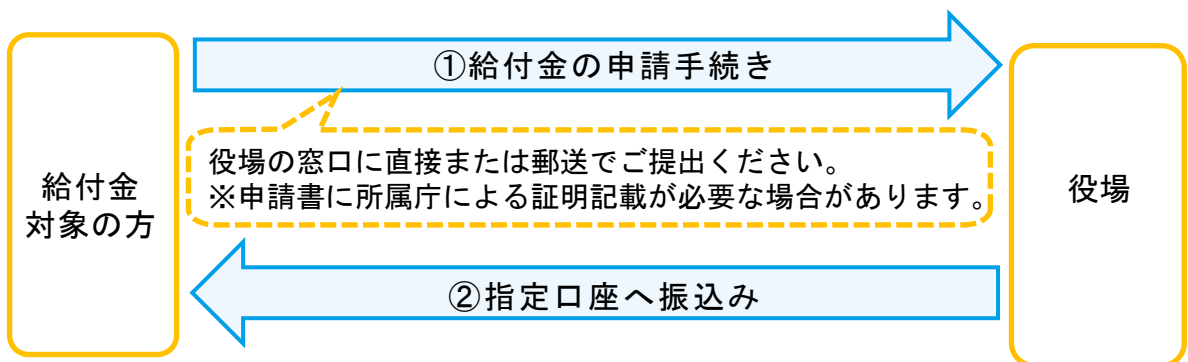 ①給付金の申請手続き
役場の窓口に直接または郵送でご提出ください。
※申請書に所属庁による証明記載が必要な場合があります。
給付金
対象の方
役場
②指定口座へ振込み